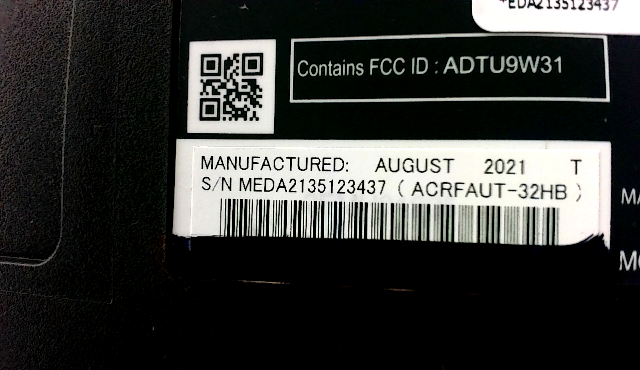 *EDA2135123437
Contains FCC ID : ADTU9W31
MANUFACTURED: AUGUST 2021 T
S/N MEDA2135123437 ( ACRFAUT-32HB )